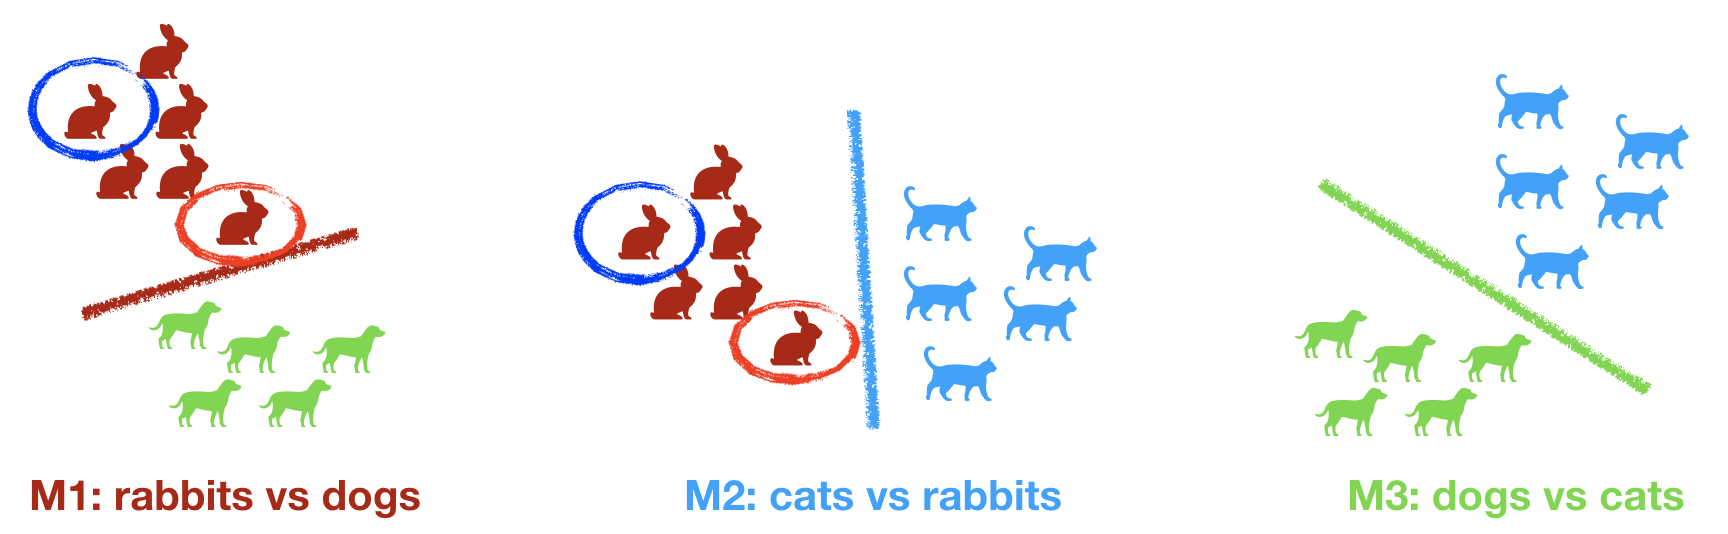 M1: rabbits vs dogs
M2: cats vs rabbits
M3: dogs vs cats